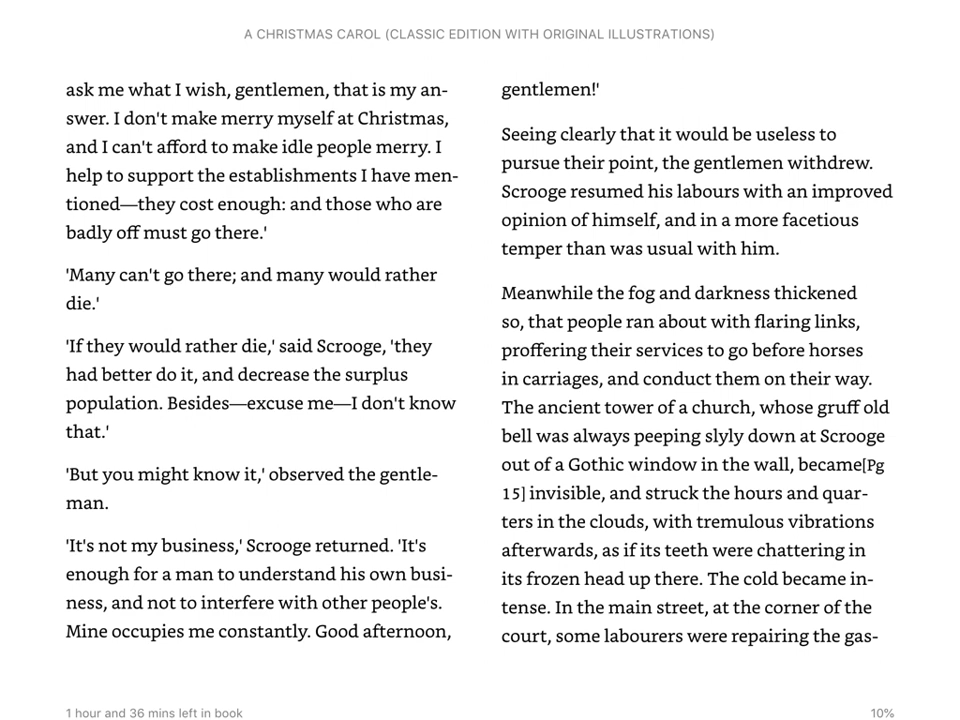 A CHRISTMAS CAROL (CLASSIC EDITION WITH ORIGINAL ILLUSTRATIONS)
ask me what I wish, gentlemen, that is my an-
swer. I don't make merry myself at Christmas,
and I can't afford to make idle people merry. I
help to support the establishments I have men-
tioned—they cost enough: and those who are
badly off must go there.'
'Many can't go there; and many would rather
die.'
'If they would rather die,' said Scrooge, 'they
had better do it, and decrease the surplus
population. Besides—excuse me—I don't know
that.'
'But you might know it,' observed the gentle-
man.
'It's not my business,' Scrooge returned. 'It's
enough for a man to understand his own busi-
ness, and not to interfere with other people's.
Mine occupies me constantly. Good afternoon,
gentlemen!'
Seeing clearly that it would be useless to
pursue their point, the gentlemen withdrew.
Scrooge resumed his labours with an improved
opinion of himself, and in a more facetious
temper than was usual with him.
Meanwhile the fog and darkness thickened
so, that people ran about with flaring links,
proffering their services to go before horses
in carriages, and conduct them on their way.
The ancient tower of a church, whose gruff old
bell was always peeping slyly down at Scrooge
out of a Gothic window in the wall, became[Pg
15] invisible, and struck the hours and quar-
ters in the clouds, with tremulous vibrations
afterwards, as if its teeth were chattering in
its frozen head up there. The cold became in-
tense. In the main street, at the corner of the
court, some labourers were repairing the gas-
1 hour and 36 mins left in book
10%